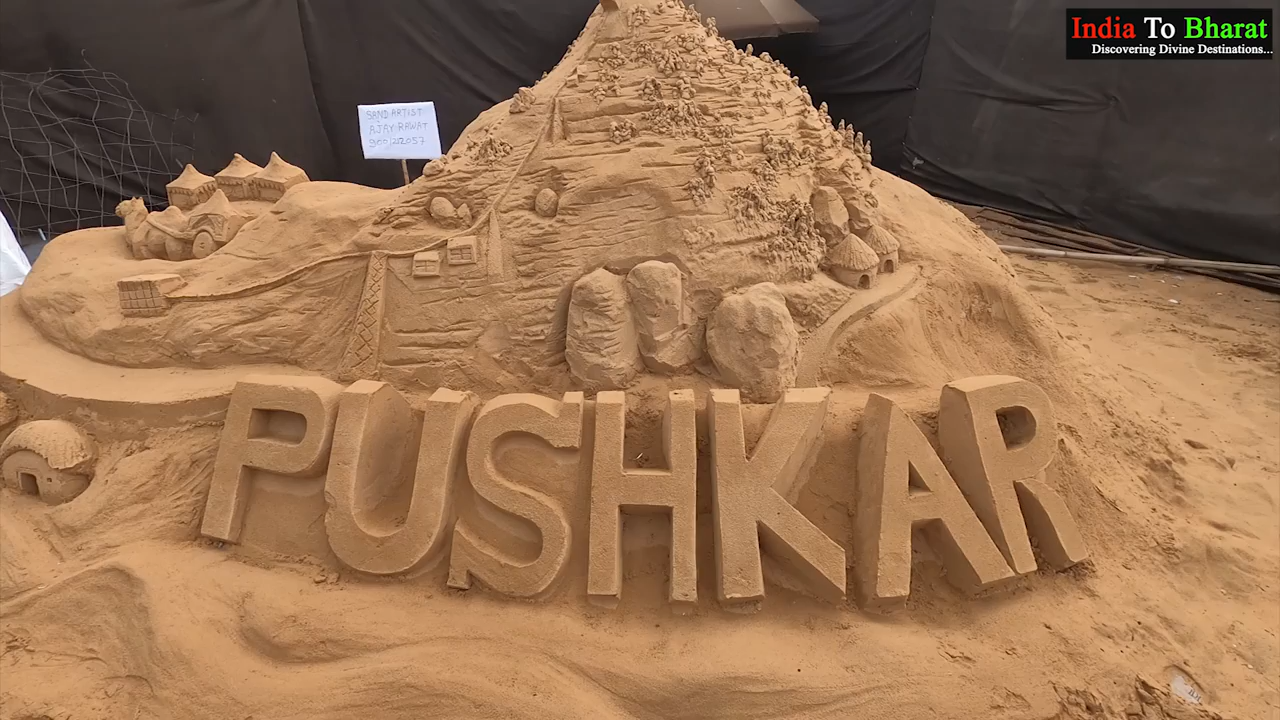 India To Bharat
Discovering Divine Destinations...
SAND ARTIST
AJAY RAWAT
PUSHKAR